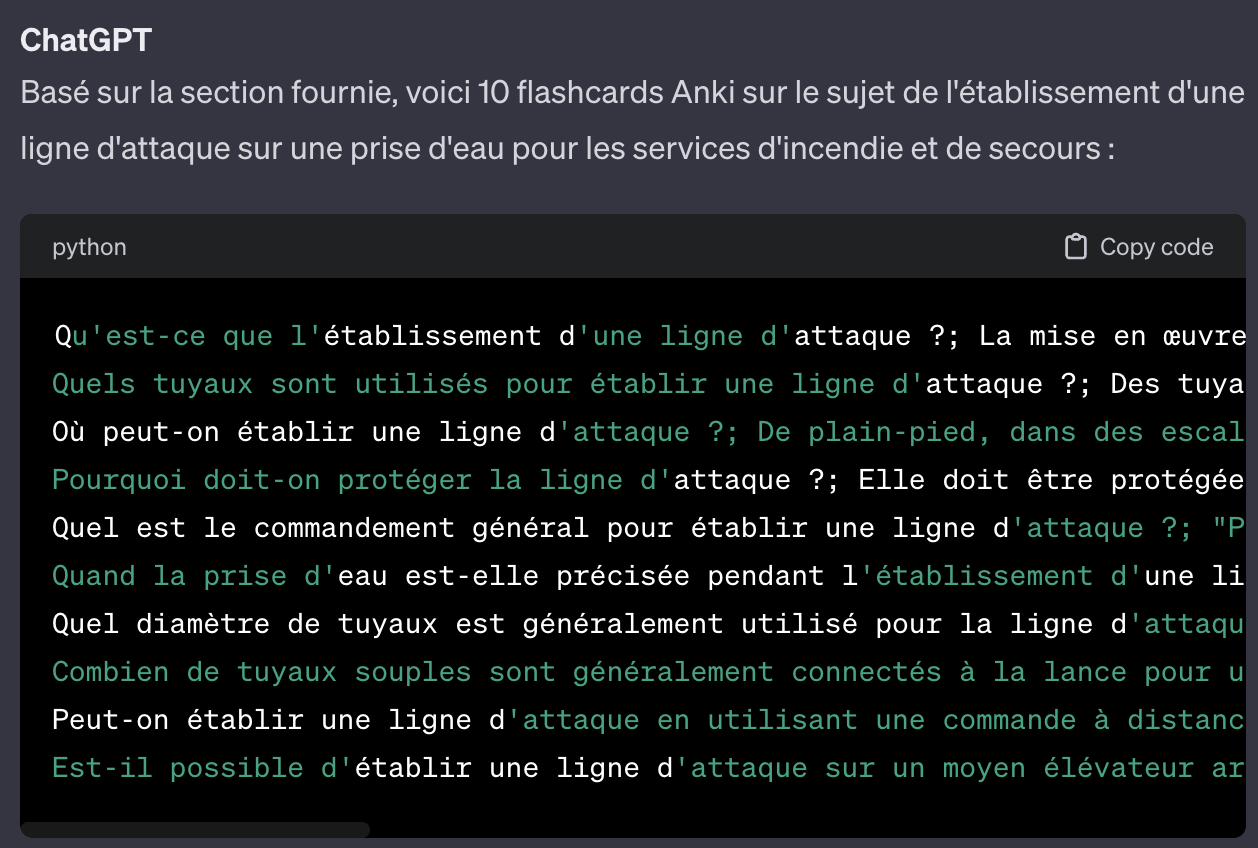 ChatGPT
Basé sur la section fournie, voici 10 flashcards Anki sur le sujet de l'établissement d'une
ligne d'attaque sur une prise d'eau pour les services d'incendie et de secours :
python
Copy code
Qu'est-ce que l'établissement d'une ligne d'attaque ?; La mise en œuvre
Quels tuyaux sont utilisés pour établir une ligne d'attaque ?; Des tuya
Où peut-on établir une ligne d'attaque ?; De plain-pied, dans des escal
Pourquoi doit-on protéger la ligne d'attaque ?; Elle doit être protégée
Quel est le commandement général pour établir une ligne d'attaque ?; "P
Quand la prise d'eau est-elle précisée pendant l'établissement d'une li
Quel diamètre de tuyaux est généralement utilisé pour la ligne d'attaqu
Combien de tuyaux souples sont généralement connectés à la lance pour u
Peut-on établir une ligne d'attaque en utilisant une commande à distanc
Est-il possible d'établir une ligne d'attaque sur un moyen élévateur ar